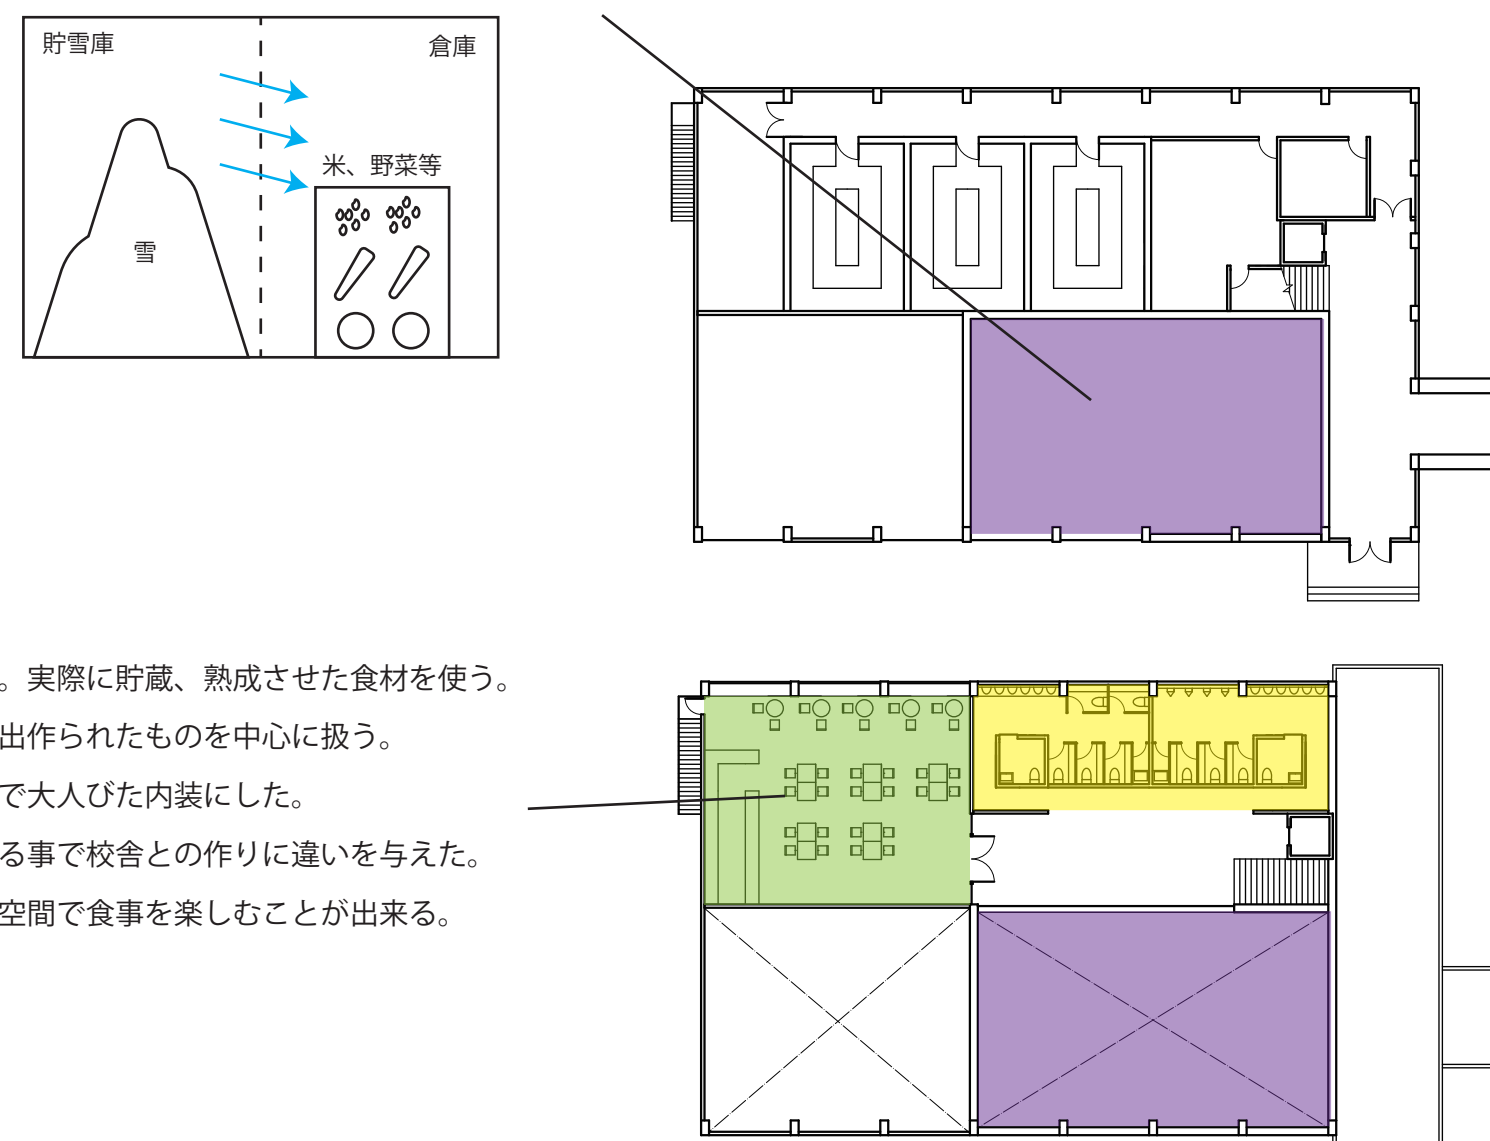 貯雪庫
倉庫
米、野菜等
雪
。実際に貯蔵、熟成させた食材を使う。
出作られたものを中心に扱う。
で大人びた内装にした。
る事で校舎との作りに違いを与えた。
空間で食事を楽しむことが出来る。